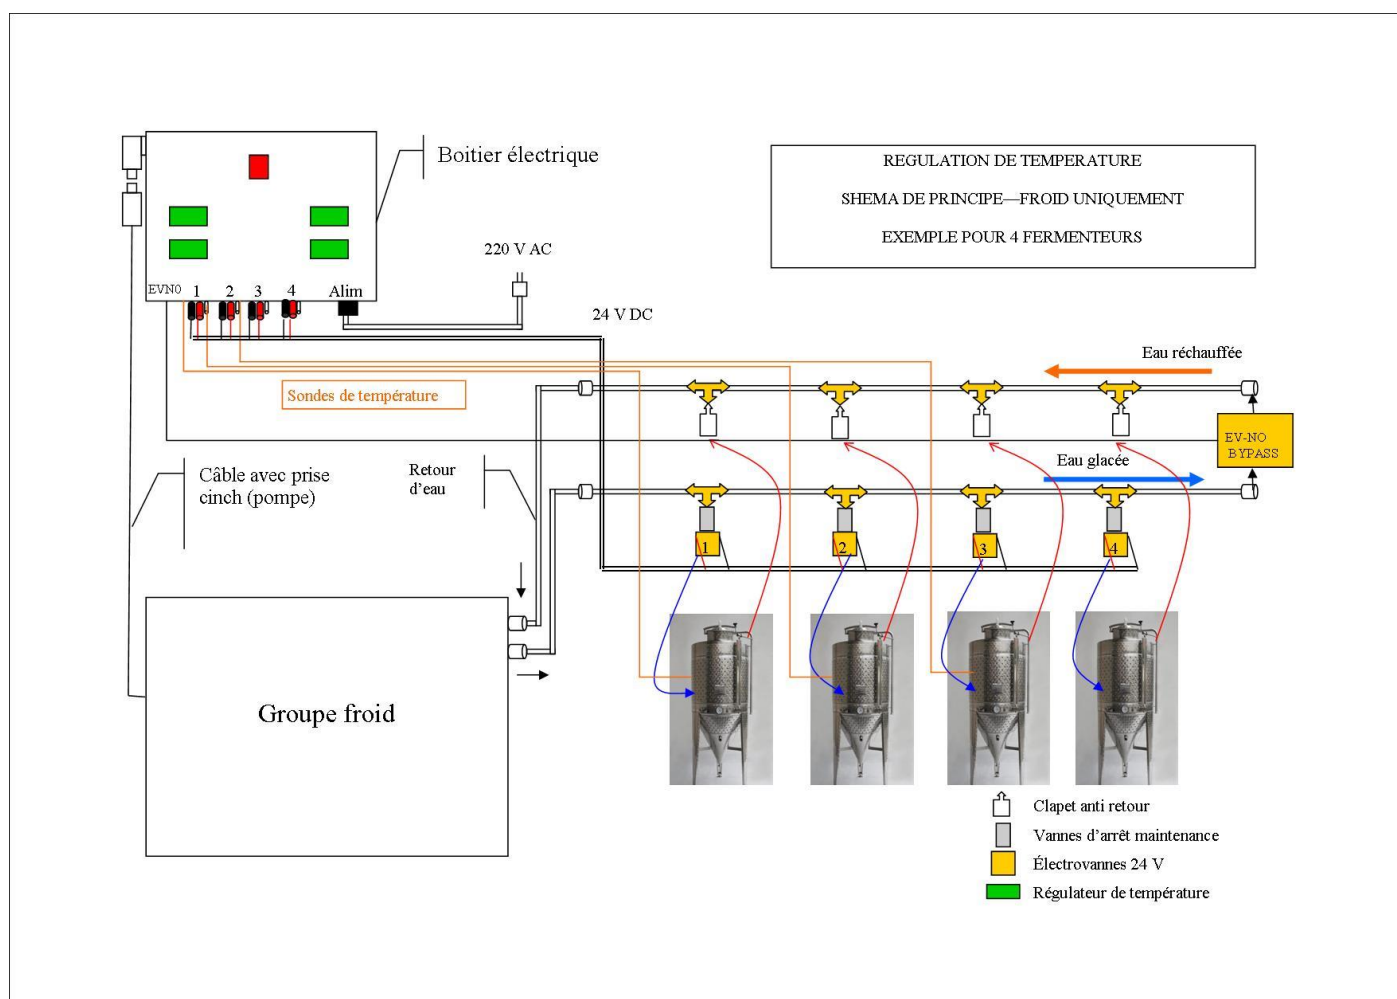 Boitier électrique
REGULATION DE TEMPERATURE
SHEMA DE PRINCIPE—FROID UNIQUEMENT
EXEMPLE POUR 4 FERMENTEURS
220 V AC
EVNO 1 2 3 4 Alim
24 V DC
Eau réchauffée
Sondes de température
EV-NO
BYPASS
Câble avec prise
cinch (pompe)
Retour
d’eau
Eau glacée
1 2 3 4
Groupe froid
Clapet anti retour
Vannes d’arrêt maintenance
Électrovannes 24 V
Régulateur de température